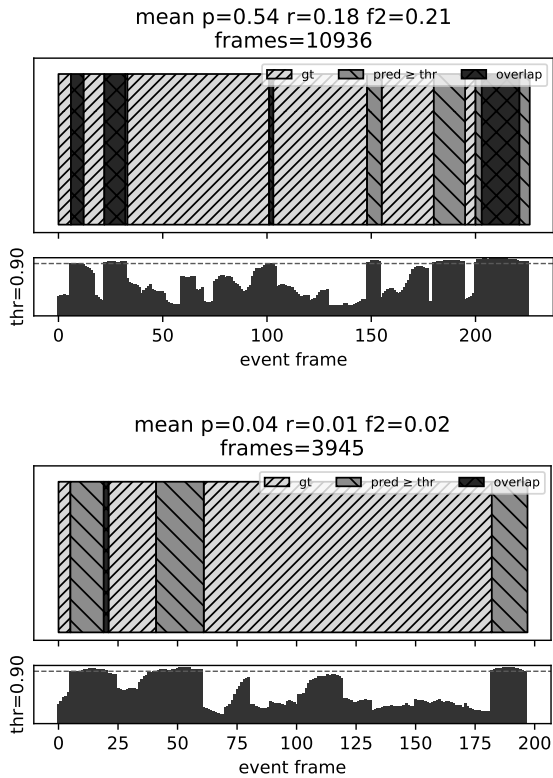 mean p=0.54 r=0.18 f2=0.21
frames=10936
gt pred ≥ thr overlap
thr=0.90
0 50 100 150 200
event frame
mean p=0.04 r=0.01 f2=0.02
frames=3945
gt pred ≥ thr overlap
thr=0.90
0 25 50 75 100 125 150 175 200
event frame